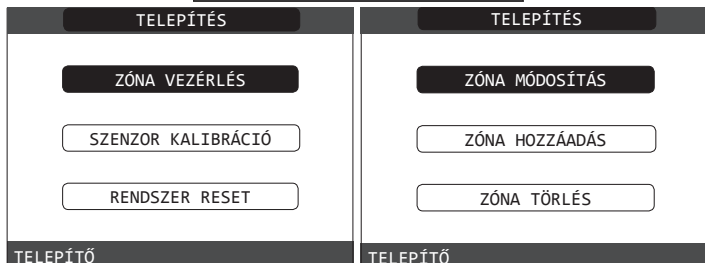 TELEPÍTÉS
ZÓNA VEZÉRLÉS
SZENZOR KALIBRÁCIÓ
RENDSZER RESET
TELEPÍTŐ
TELEPÍTÉS
ZÓNA MÓDOSÍTÁS
ZÓNA HOZZÁADÁS
ZÓNA TÖRLÉS
TELEPÍTŐ